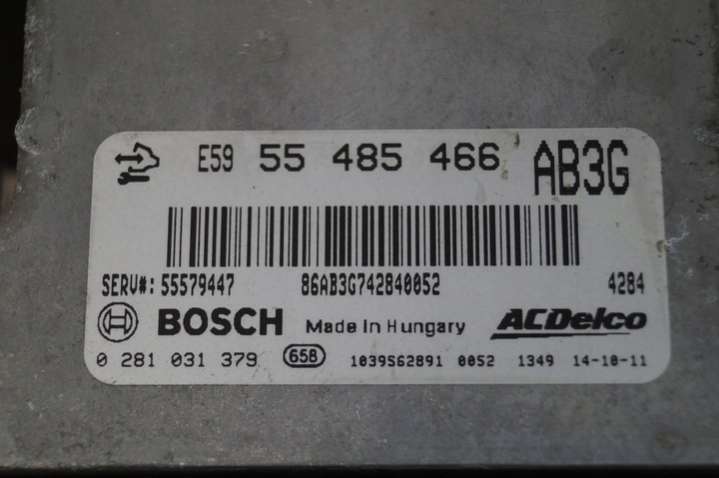 E59 55 485 466 AB3G
SERV#: 55579447 86AB3G742840052 4284
BOSCH Made in Hungary ACDelco
0 281 031 379 658 1039S62891 0052 1349 14-10-11